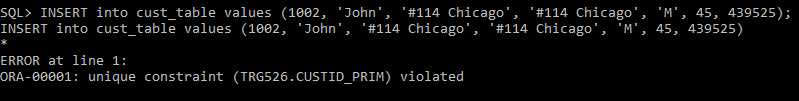 SQL> INSERT into cust_table values (1002, 'John', '#114 Chicago', '#114 Chicago', 'M', 45, 439525);
INSERT into cust_table values (1002, 'John', '#114 Chicago', '#114 Chicago', 'M', 45, 439525)
*
ERROR at line 1:
ORA-00001: unique constraint (TRG526.CUSTID_PRIM) violated